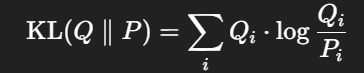 KL(Q ∥ P) = ∑_i Q_i · log Q_i/P_i